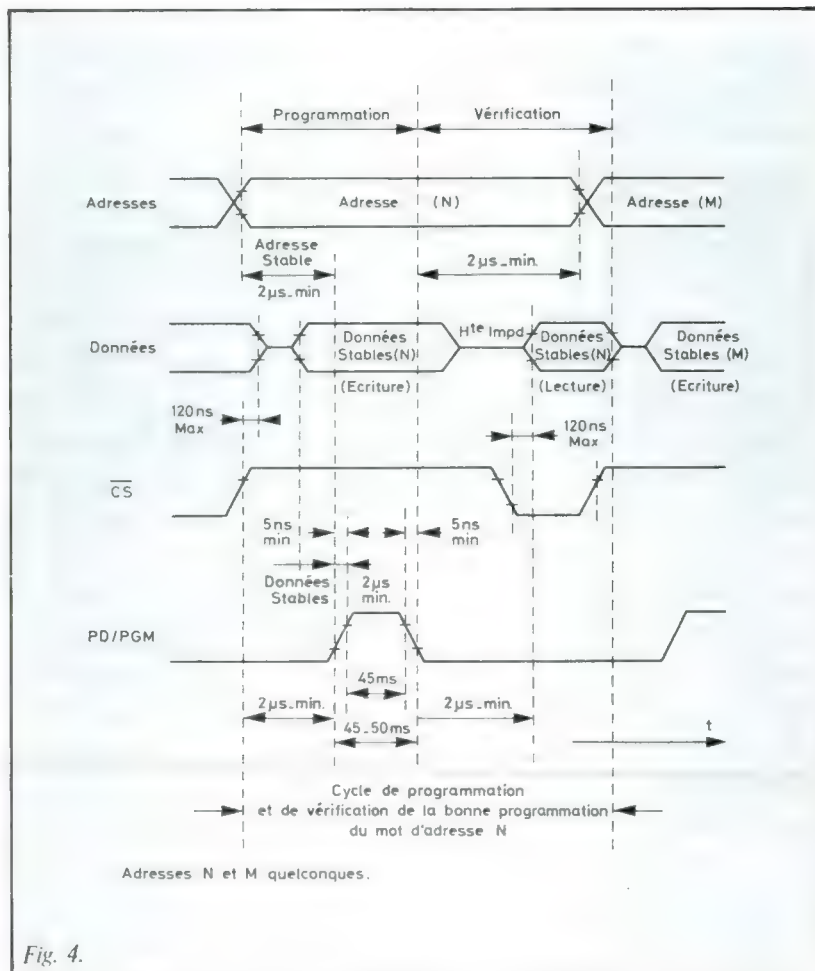 Programmation Vérification
Adresses Adresse (N) Adresse (M)
Adresse
Stable
2µs_min 2µs_min.
Données Données
Stables(N) Hte Impd Données
Stables(N) Données
Stables (M)
(Ecriture) (Lecture) (Ecriture)
120ns
Max 120ns
Max
CS
5ns
min 5ns
min
Données
Stables 2µs
min.
PD/PGM
45ms
2µs_min. 2µs_min.
45_50ms
t
Cycle de programmation
et de vérification de la bonne programmation
du mot d'adresse N
Adresses N et M quelconques.
Fig. 4.